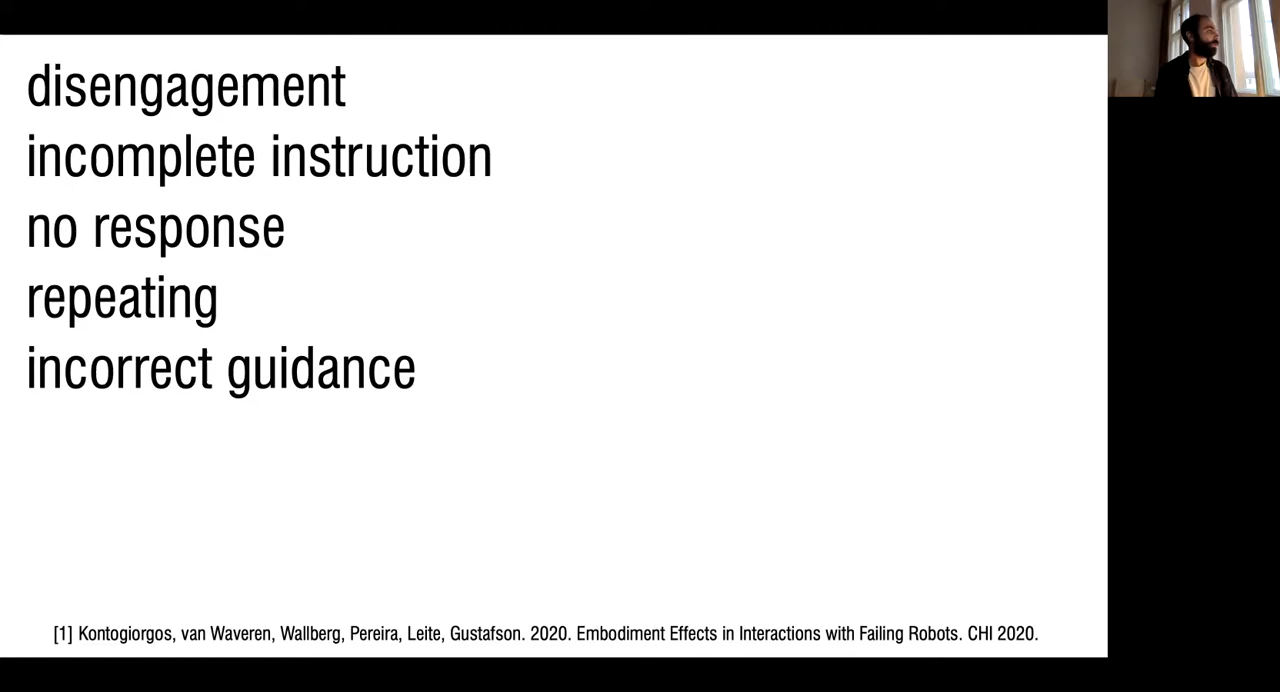 disengagement
incomplete instruction
no response
repeating
incorrect guidance
[1] Kontogiorgos, van Waveren, Wallberg, Pereira, Leite, Gustafson. 2020. Embodiment Effects in Interactions with Failing Robots. CHI 2020.